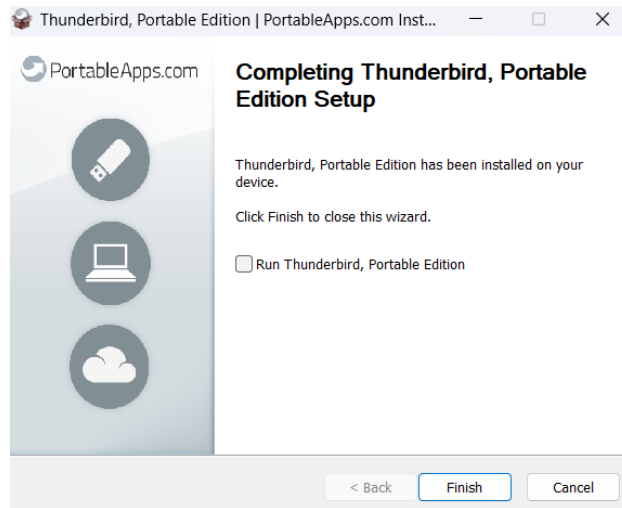 Thunderbird, Portable Edition | PortableApps.com Inst...
PortableApps.com
Completing Thunderbird, Portable
Edition Setup
Thunderbird, Portable Edition has been installed on your
device.
Click Finish to close this wizard.
Run Thunderbird, Portable Edition
< Back
Finish
Cancel